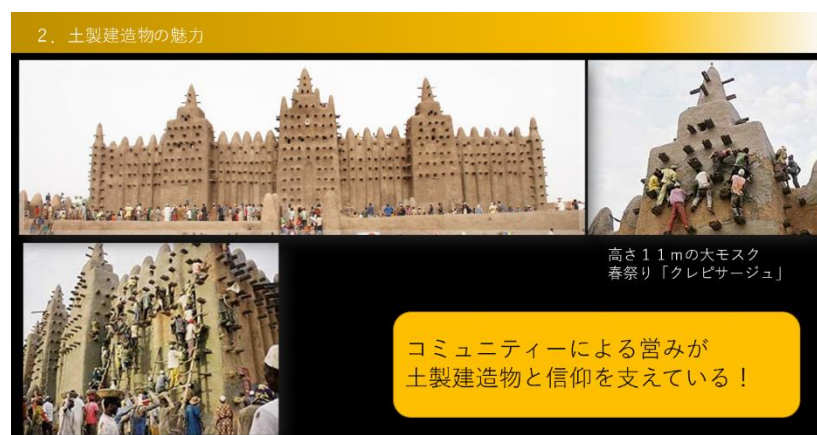 ２．土製建造物の魅力
高さ１１ｍの大モスク
春祭り「クレピサージュ」
コミュニティーによる営みが
土製建造物と信仰を支えている！